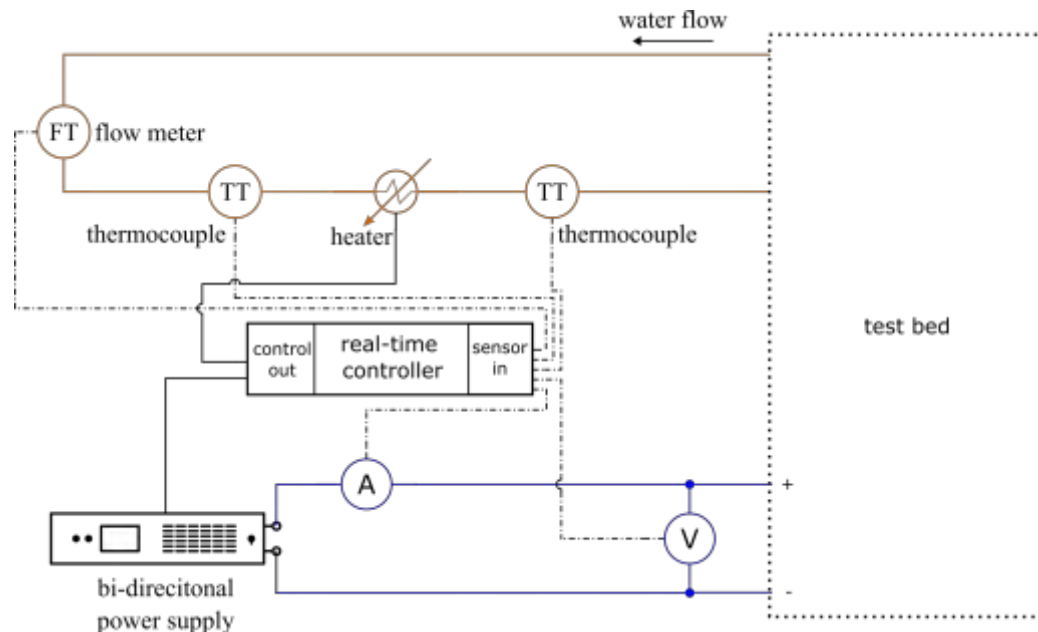 water flow
FT
flow meter
TT
TT
thermocouple
heater
thermocouple
control
out
real-time
controller
sensor
in
test bed
A
+
V
-
bi-direcitonal
power supply